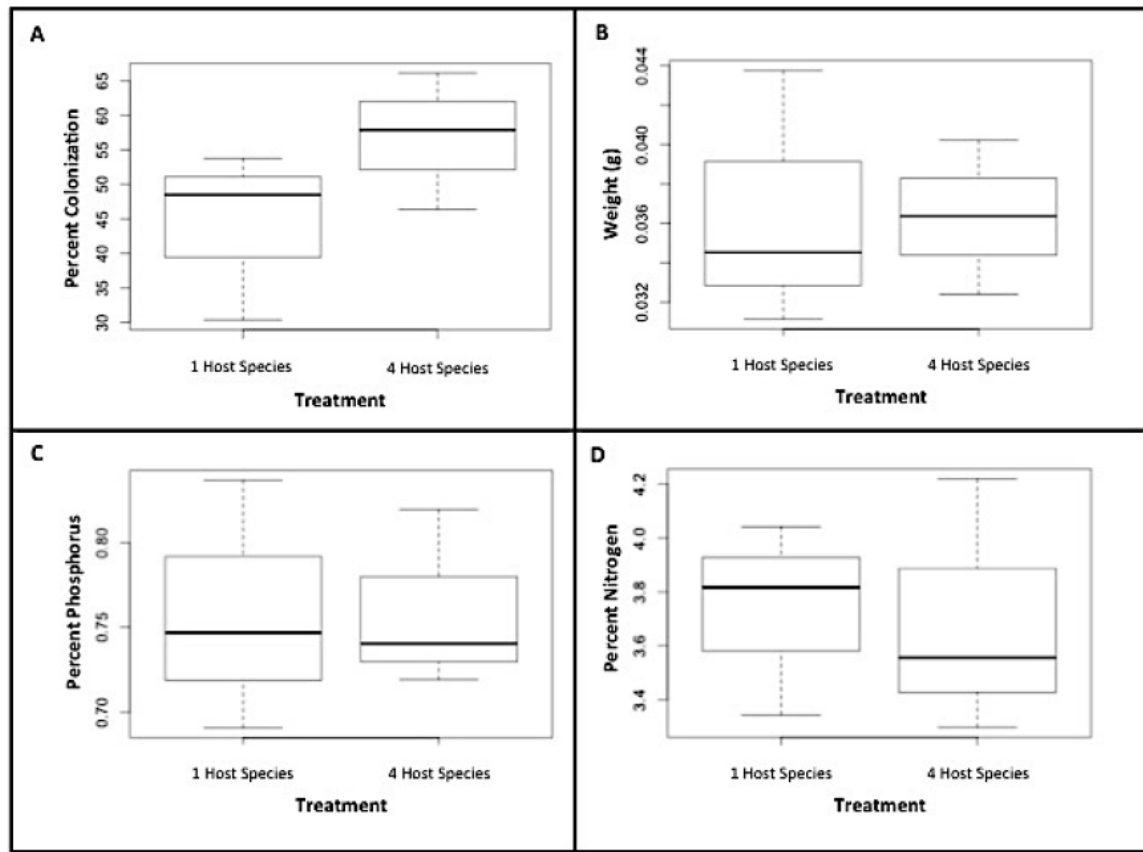 A
Percent Colonization
65
60
55
50
45
40
35
30
1 Host Species 4 Host Species
Treatment
B
Weight (g)
0.044
0.040
0.036
0.032
1 Host Species 4 Host Species
Treatment
C
Percent Phosphorus
0.80
0.75
0.70
1 Host Species 4 Host Species
Treatment
D
Percent Nitrogen
4.2
4.0
3.8
3.6
3.4
1 Host Species 4 Host Species
Treatment